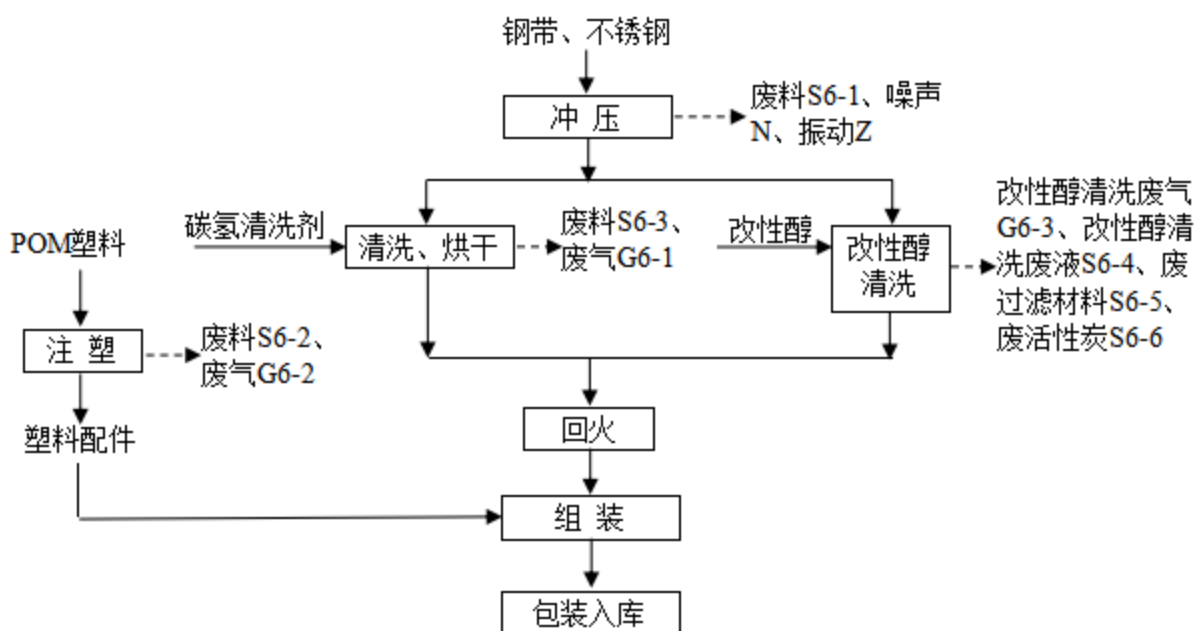 钢带、不锈钢
冲 压
废料S6-1、噪声
N、振动Z
POM塑料
碳氢清洗剂
清洗、烘干
废料S6-3、
废气G6-1
改性醇
改性醇
清洗
改性醇清洗废气
G6-3、改性醇清
洗废液S6-4、废
过滤材料S6-5、
废活性炭S6-6
注 塑
废料S6-2、
废气G6-2
塑料配件
回火
组 装
包装入库